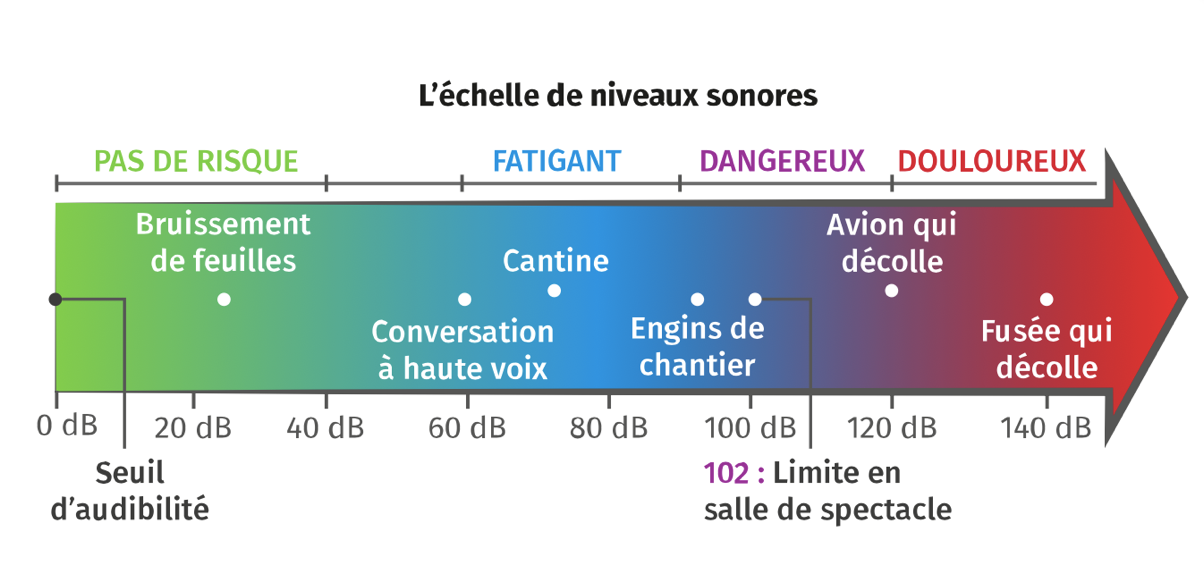 L'échelle de niveaux sonores
PAS DE RISQUE
FATIGANT
DANGEREUX
DOULOUREUX
Bruissement
de feuilles
Cantine
Avion qui
décolle
Conversation
à haute voix
Engins de
chantier
Fusée qui
décolle
0 dB
20 dB
40 dB
60 dB
80 dB
100 dB
120 dB
140 dB
Seuil
d'audibilité
102 : Limite en
salle de spectacle